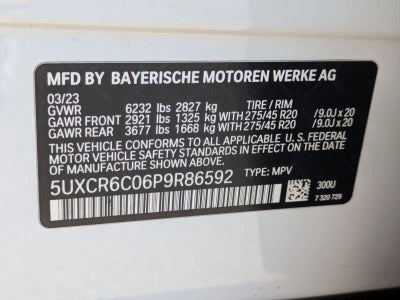 MFD BY BAYERISCHE MOTOREN WERKE AG
03/23
GVWR 6232 lbs 2827 kg TIRE / RIM
GAWR FRONT 2921 lbs 1325 kg WITH 275/45 R20 / 9.0J x 20
GAWR REAR 3677 lbs 1668 kg WITH 275/45 R20 / 9.0J x 20
THIS VEHICLE CONFORMS TO ALL APPLICABLE U.S. FEDERAL
MOTOR VEHICLE SAFETY STANDARDS IN EFFECT ON THE DATE
OF MANUFACTURE SHOWN ABOVE.
5UXCR6C06P9R86592 TYPE: MPV
300U
7 320 729